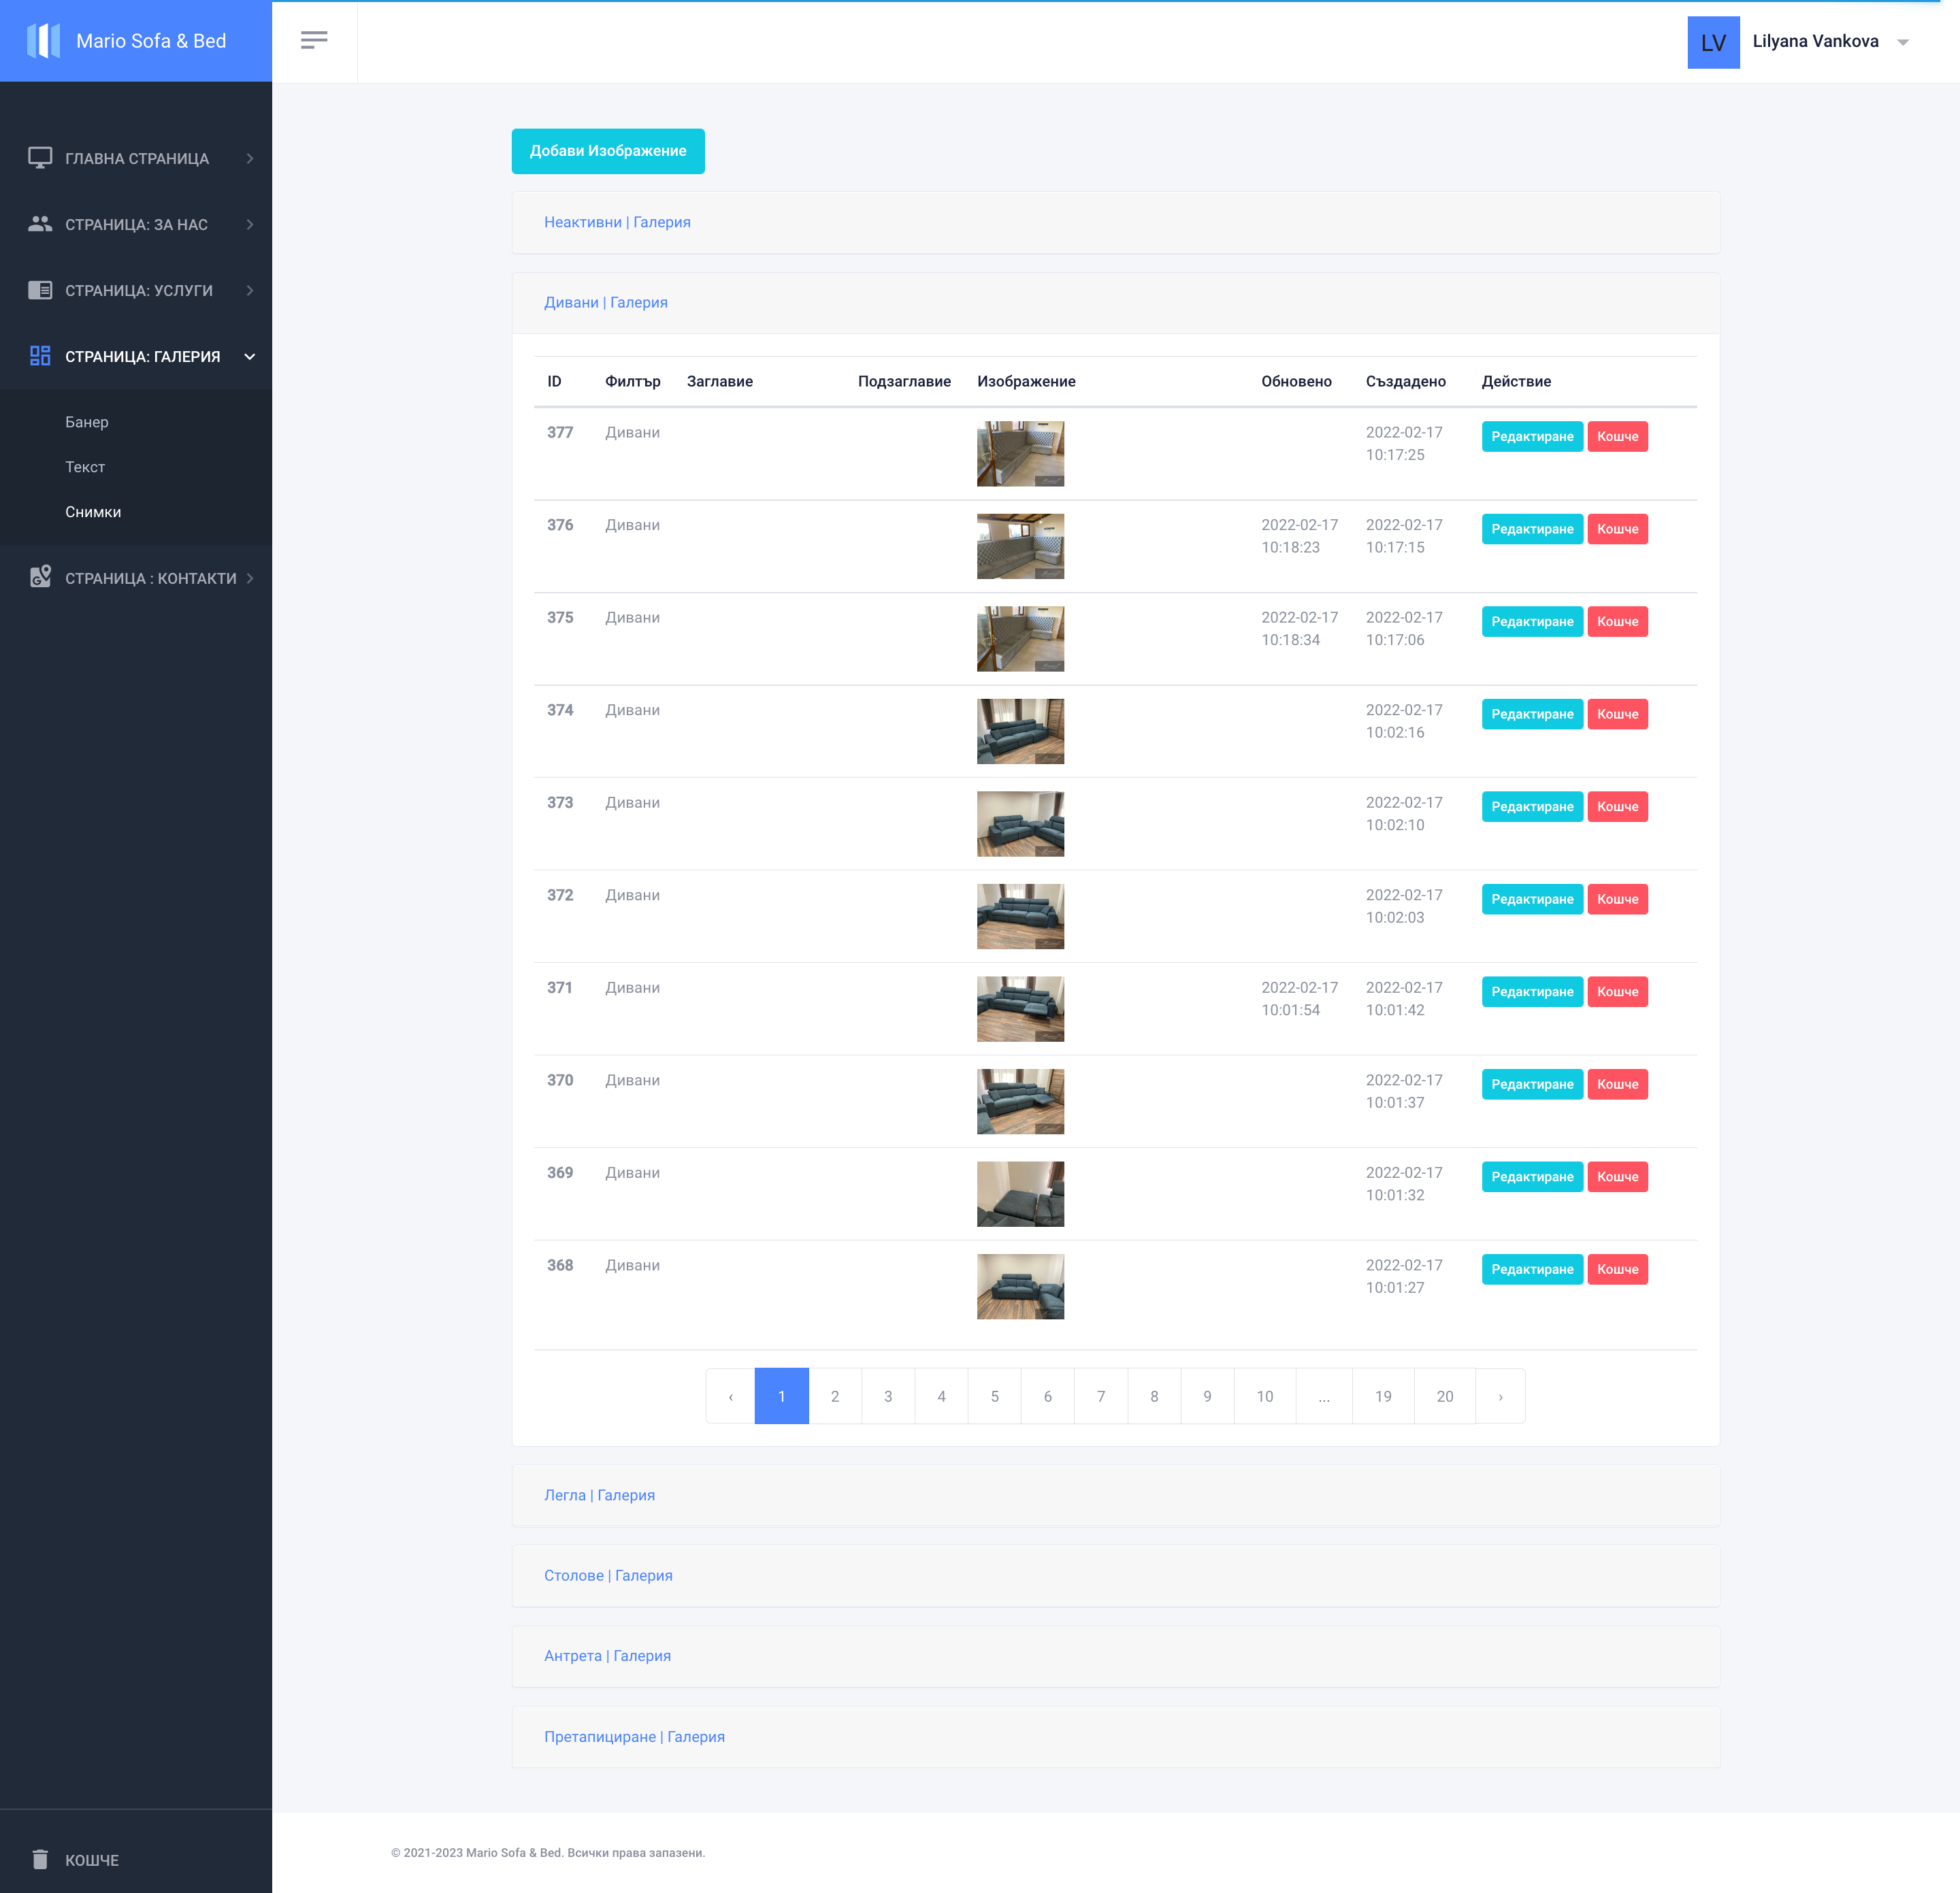 Mario Sofa & Bed
LV Lilyana Vankova
ГЛАВНА СТРАНИЦА
СТРАНИЦА: ЗА НАС
СТРАНИЦА: УСЛУГИ
СТРАНИЦА: ГАЛЕРИЯ
Банер
Текст
Снимки
СТРАНИЦА : КОНТАКТИ
КОШЧЕ
Добави Изображение
Неактивни | Галерия
Дивани | Галерия
ID Филтър Заглавие Подзаглавие Изображение Обновено Създадено Действие
377 Дивани 2022-02-17 Редактиране Кошче
10:17:25
376 Дивани 2022-02-17 2022-02-17 Редактиране Кошче
10:18:23 10:17:15
375 Дивани 2022-02-17 2022-02-17 Редактиране Кошче
10:18:34 10:17:06
374 Дивани 2022-02-17 Редактиране Кошче
10:02:16
373 Дивани 2022-02-17 Редактиране Кошче
10:02:10
372 Дивани 2022-02-17 Редактиране Кошче
10:02:03
371 Дивани 2022-02-17 2022-02-17 Редактиране Кошче
10:01:54 10:01:42
370 Дивани 2022-02-17 Редактиране Кошче
10:01:37
369 Дивани 2022-02-17 Редактиране Кошче
10:01:32
368 Дивани 2022-02-17 Редактиране Кошче
10:01:27
‹ 1 2 3 4 5 6 7 8 9 10 ... 19 20 ›
Легла | Галерия
Столове | Галерия
Антрета | Галерия
Претапициране | Галерия
© 2021-2023 Mario Sofa & Bed. Всички права запазени.